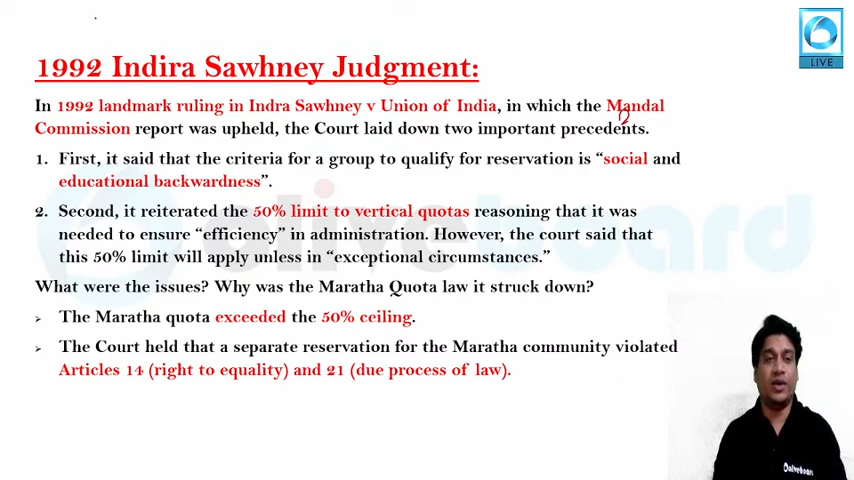 LIVE
1992 Indira Sawhney Judgment:
In 1992 landmark ruling in Indra Sawhney v Union of India, in which the Mandal
Commission report was upheld, the Court laid down two important precedents.
2
1. First, it said that the criteria for a group to qualify for reservation is “social and
educational backwardness”.
2. Second, it reiterated the 50% limit to vertical quotas reasoning that it was
needed to ensure “efficiency” in administration. However, the court said that
this 50% limit will apply unless in “exceptional circumstances.”
What were the issues? Why was the Maratha Quota law it struck down?
➢ The Maratha quota exceeded the 50% ceiling.
➢ The Court held that a separate reservation for the Maratha community violated
Articles 14 (right to equality) and 21 (due process of law).
oliveboard
oliveboard